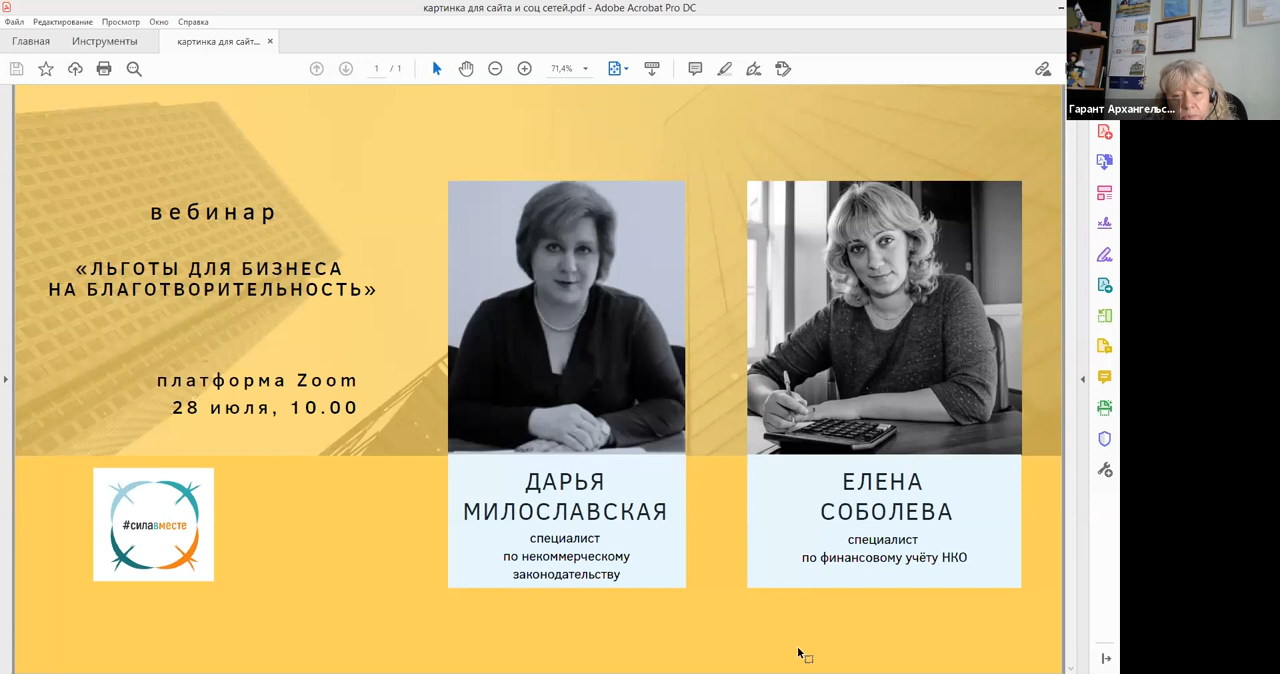 картинка для сайта и соц сетей.pdf - Adobe Acrobat Pro DC
Файл Редактирование Просмотр Окно Справка
Главная Инструменты картинка для сайт... ×
1 / 1 71,4%
Гарант Архангельс...
вебинар
«ЛЬГОТЫ ДЛЯ БИЗНЕСА
НА БЛАГОТВОРИТЕЛЬНОСТЬ»
платформа Zoom
28 июля, 10.00
#силавместе
ДАРЬЯ
МИЛОСЛАВСКАЯ
специалист
по некоммерческому
законодательству
ЕЛЕНА
СОБОЛЕВА
специалист
по финансовому учёту НКО